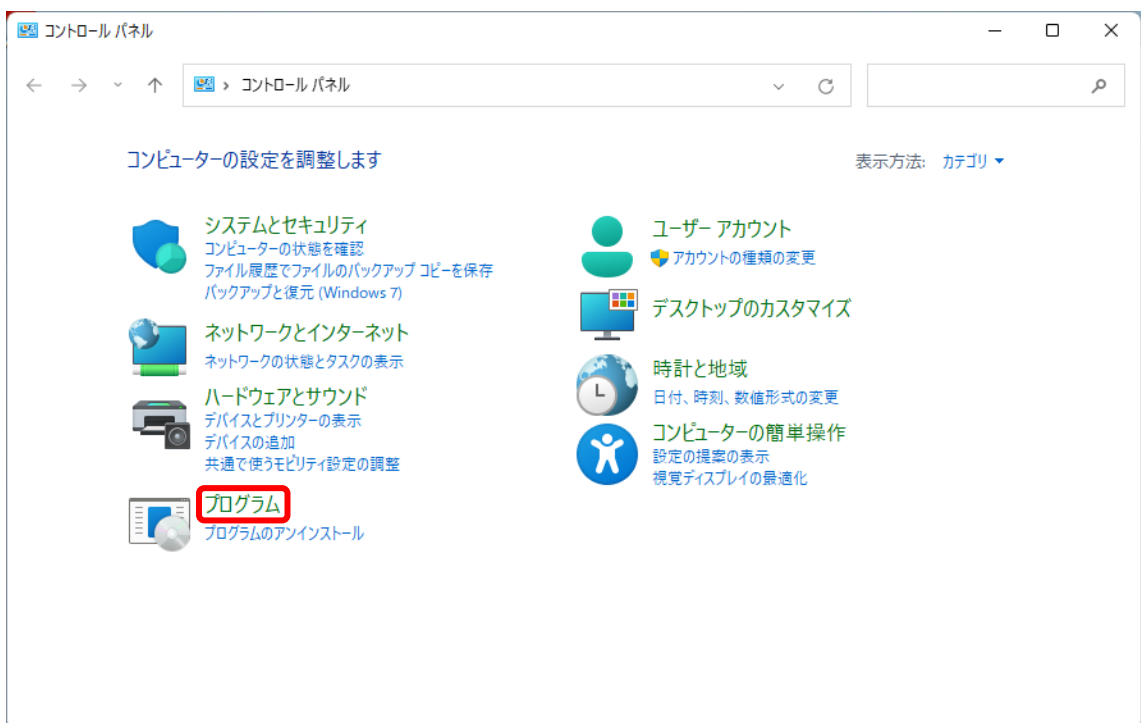 コントロール パネル
コントロール パネル
コンピューターの設定を調整します
表示方法: カテゴリ
システムとセキュリティ
コンピューターの状態を確認
ファイル履歴でファイルのバックアップ コピーを保存
バックアップと復元 (Windows 7)
ネットワークとインターネット
ネットワークの状態とタスクの表示
ハードウェアとサウンド
デバイスとプリンターの表示
デバイスの追加
共通で使うモビリティ設定の調整
プログラム
プログラムのアンインストール
ユーザー アカウント
アカウントの種類の変更
デスクトップのカスタマイズ
時計と地域
日付、時刻、数値形式の変更
コンピューターの簡単操作
設定の提案の表示
視覚ディスプレイの最適化